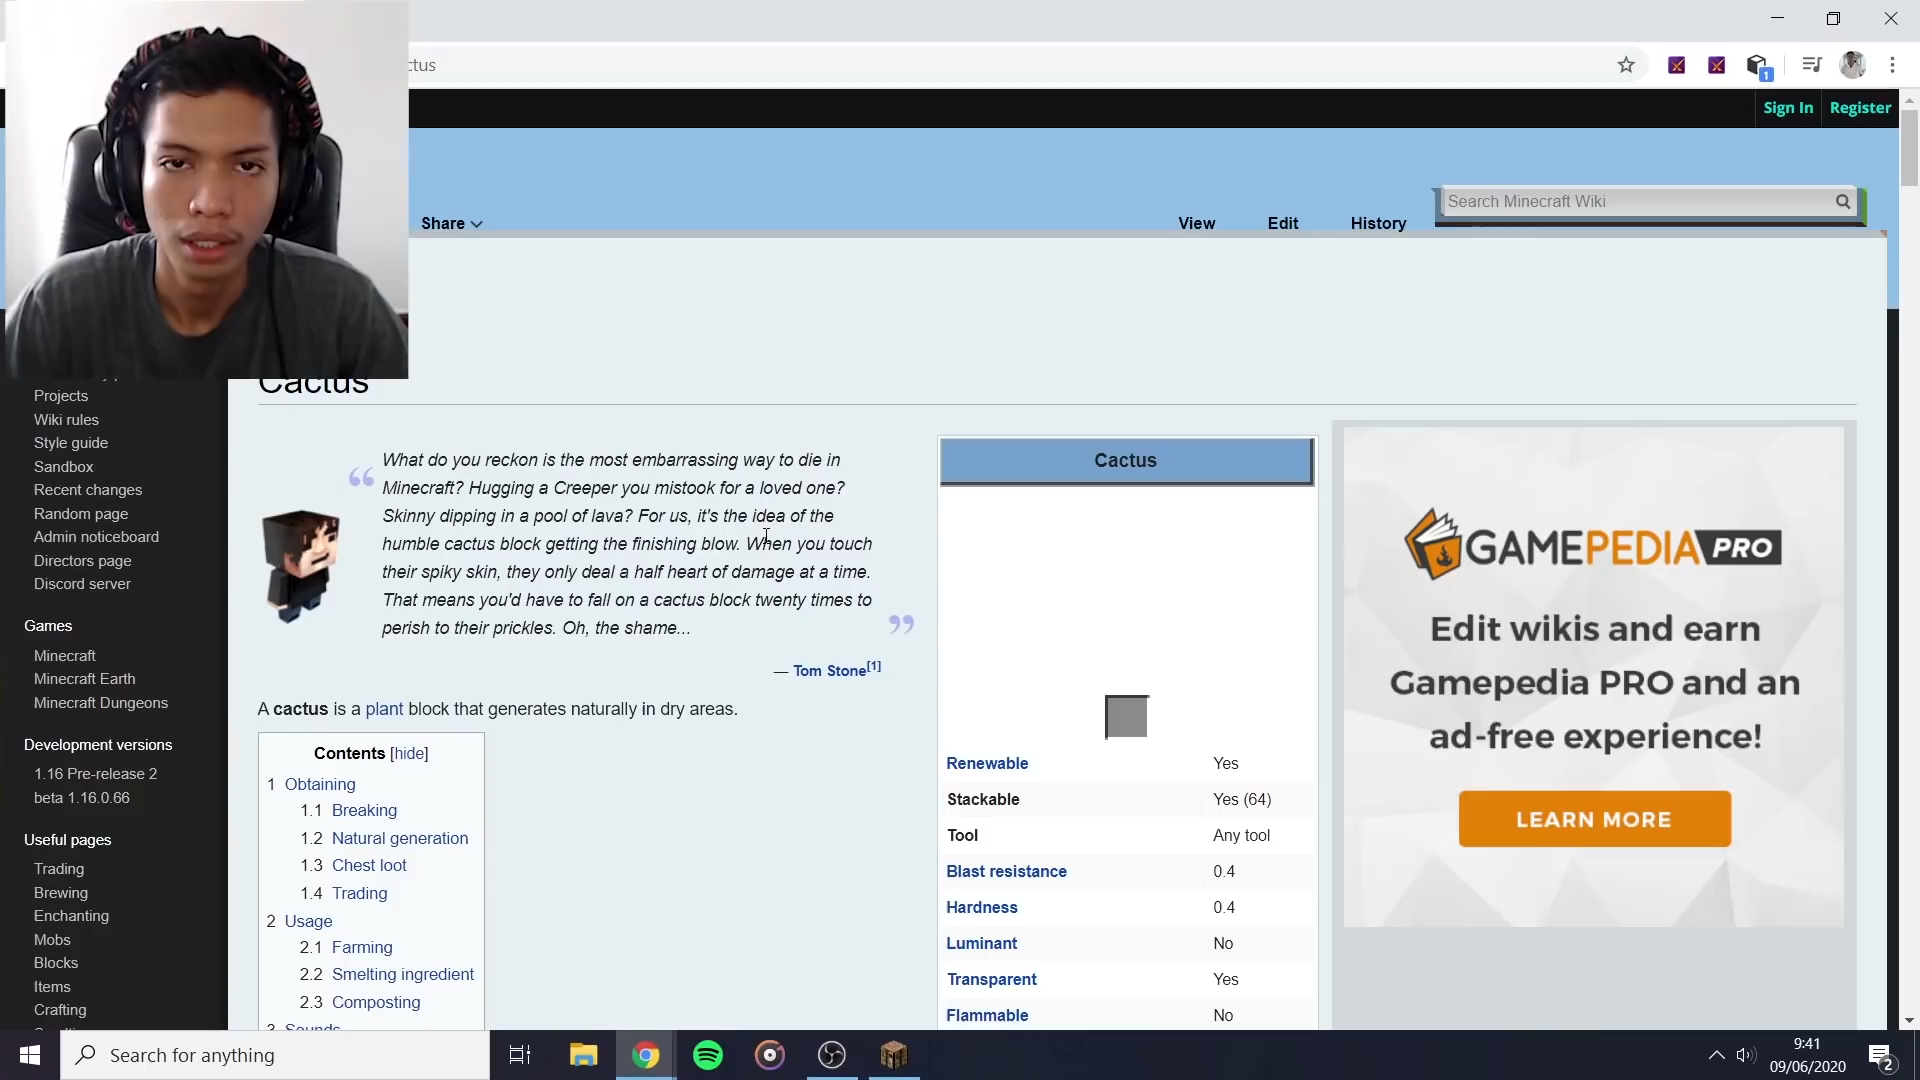 ctus
1
Sign In Register
Search Minecraft Wiki
Share View Edit History
Cactus
Projects
Wiki rules
Style guide
Sandbox
Recent changes
Random page
Admin noticeboard
Directors page
Discord server
Games
Minecraft
Minecraft Earth
Minecraft Dungeons
Development versions
1.16 Pre-release 2
beta 1.16.0.66
Useful pages
Trading
Brewing
Enchanting
Mobs
Blocks
Items
Crafting
“ What do you reckon is the most embarrassing way to die in
Minecraft? Hugging a Creeper you mistook for a loved one?
Skinny dipping in a pool of lava? For us, it's the idea of the
humble cactus block getting the finishing blow. When you touch
their spiky skin, they only deal a half heart of damage at a time.
That means you'd have to fall on a cactus block twenty times to
perish to their prickles. Oh, the shame... ”
— Tom Stone[1]
A cactus is a plant block that generates naturally in dry areas.
Contents [hide]
1 Obtaining
1.1 Breaking
1.2 Natural generation
1.3 Chest loot
1.4 Trading
2 Usage
2.1 Farming
2.2 Smelting ingredient
2.3 Composting
3 Sounds
Cactus
Renewable Yes
Stackable Yes (64)
Tool Any tool
Blast resistance 0.4
Hardness 0.4
Luminant No
Transparent Yes
Flammable No
GAMEPEDIA PRO
Edit wikis and earn
Gamepedia PRO and an
ad-free experience!
LEARN MORE
Search for anything
9:41
09/06/2020
2